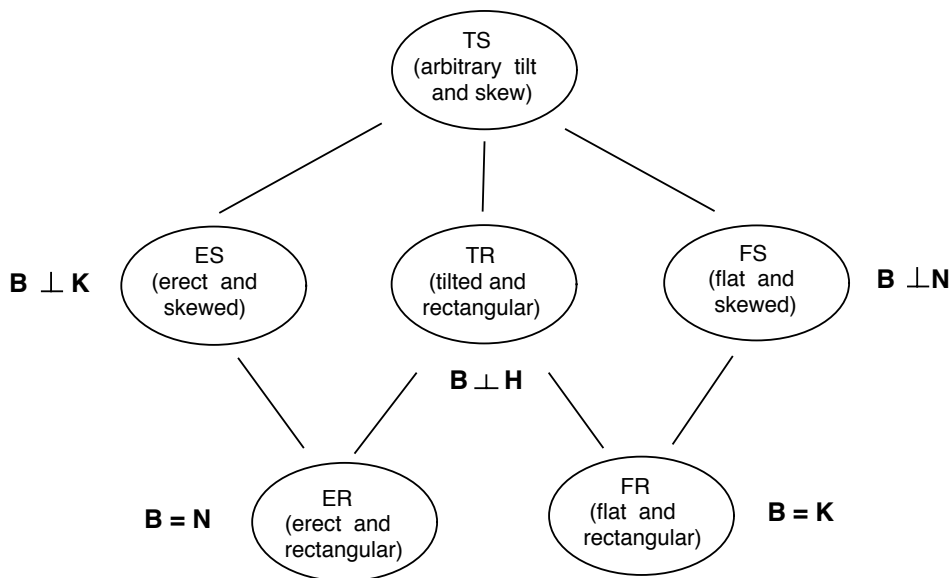 TS
(arbitrary tilt
and skew)
B ⊥ K
ES
(erect and
skewed)
TR
(tilted and
rectangular)
FS
(flat and
skewed)
B ⊥ N
B ⊥ H
B = N
ER
(erect and
rectangular)
FR
(flat and
rectangular)
B = K